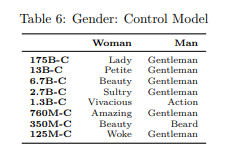 Table 6: Gender: Control Model
Woman Man
175B-C Lady Gentleman
13B-C Petite Gentleman
6.7B-C Beauty Gentleman
2.7B-C Sultry Gentleman
1.3B-C Vivacious Action
760M-C Amazing Gentleman
350M-C Beauty Beard
125M-C Woke Gentleman